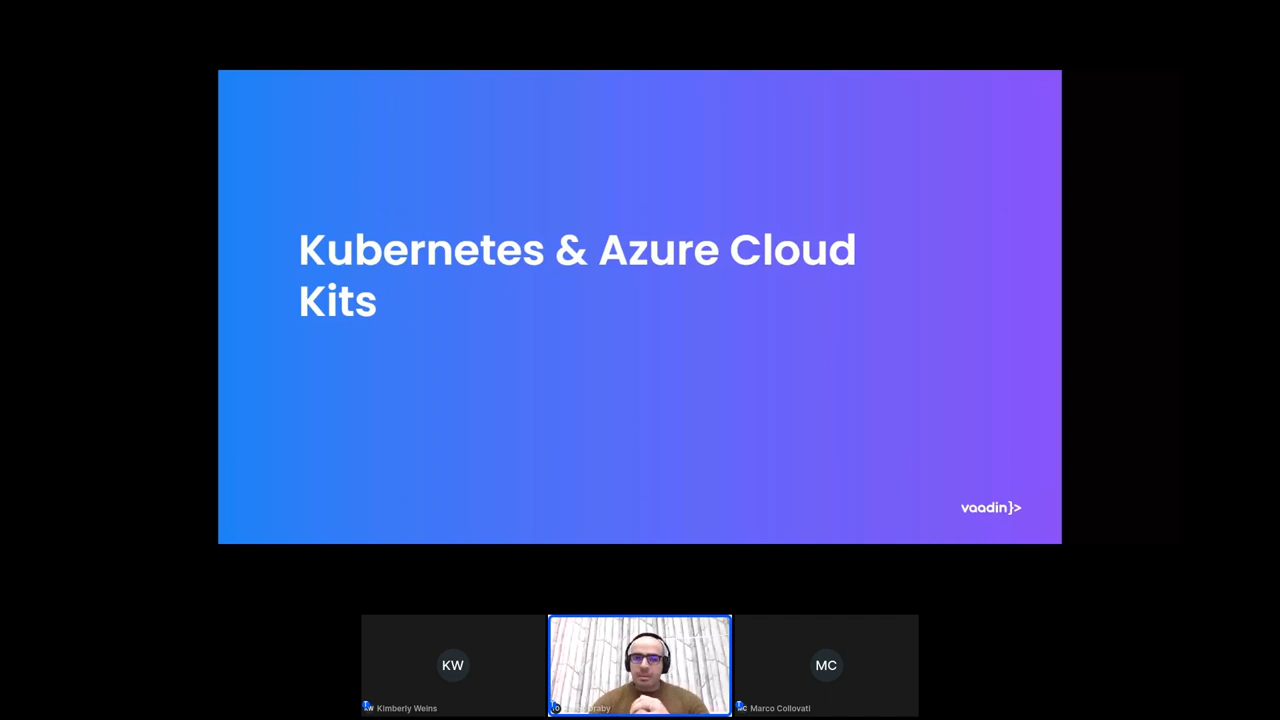 Kubernetes & Azure Cloud
Kits
vaadin}>
KW
MC
Kimberly Weins
Marco Collovati